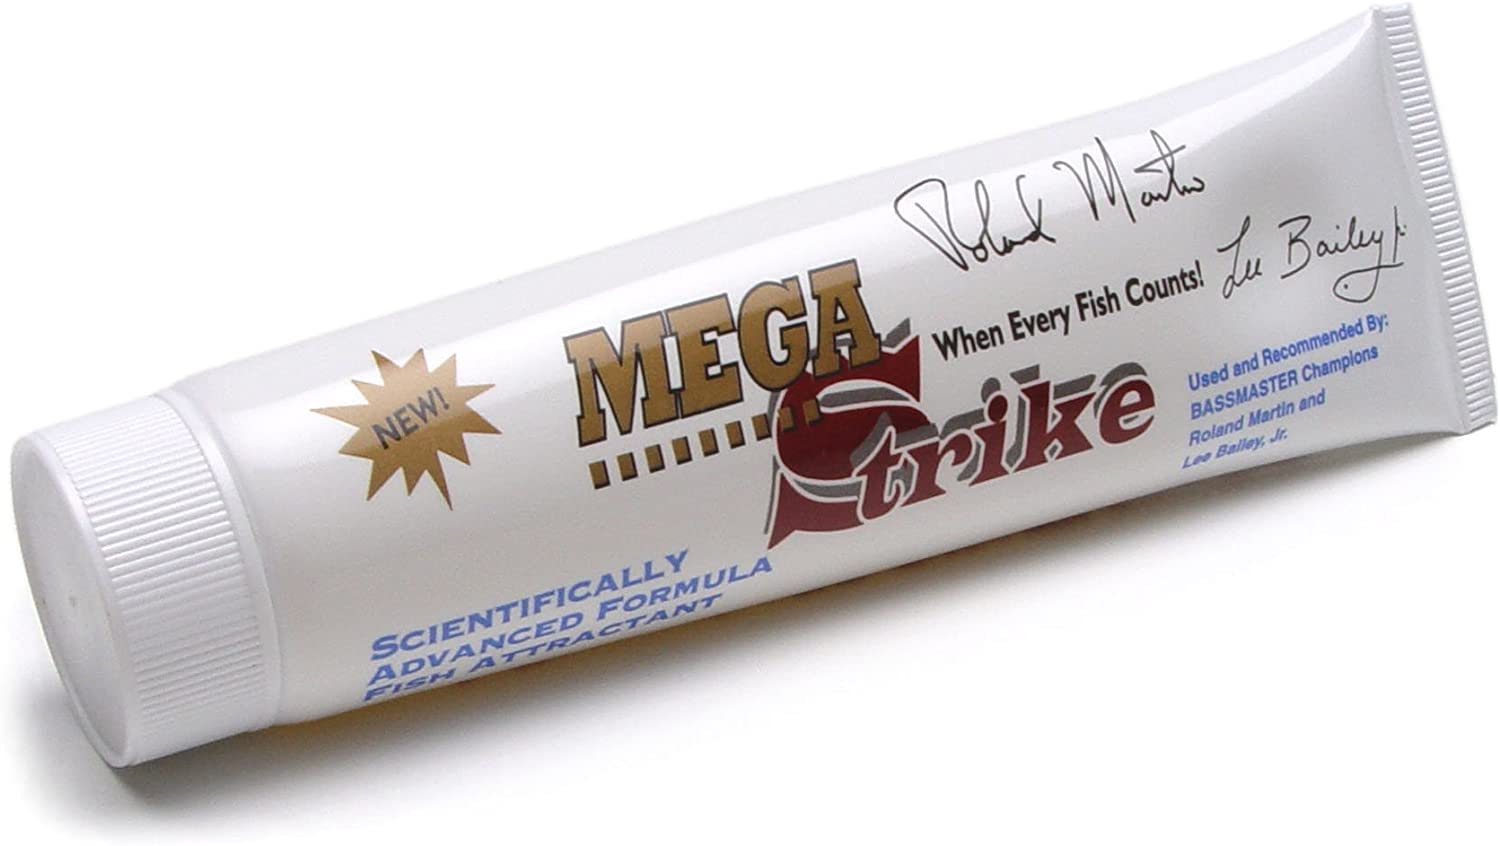 NEW!
MEGA
Strike
When Every Fish Counts!
Roland Martin
Lee Bailey Jr.
Used and Recommended By:
BASSMASTER Champions
Roland Martin and
Lee Bailey, Jr.
SCIENTIFICALLY
ADVANCED FORMULA
FISH ATTRACTANT